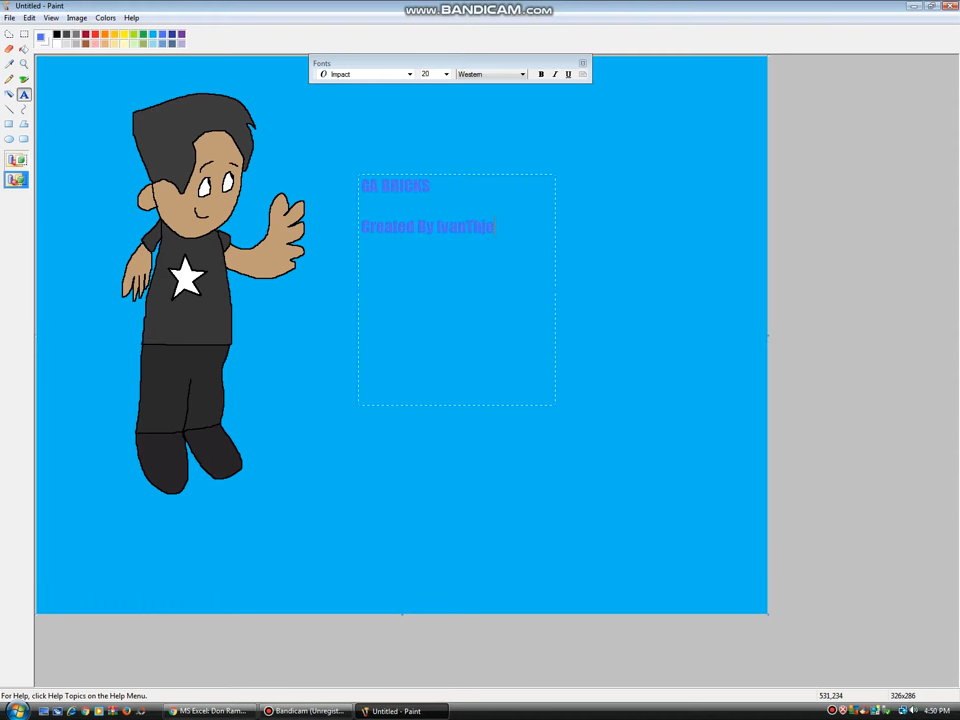 Untitled - Paint
www.BANDICAM.com
File Edit View Image Colors Help
Fonts
Impact 20 Western B I U
GA BRICKS
Created By IvanThje
For Help, click Help Topics on the Help Menu.
531,234
326x286
MS Excel: Don Ram...
Bandicam (Unregist...
Untitled - Paint
4:50 PM